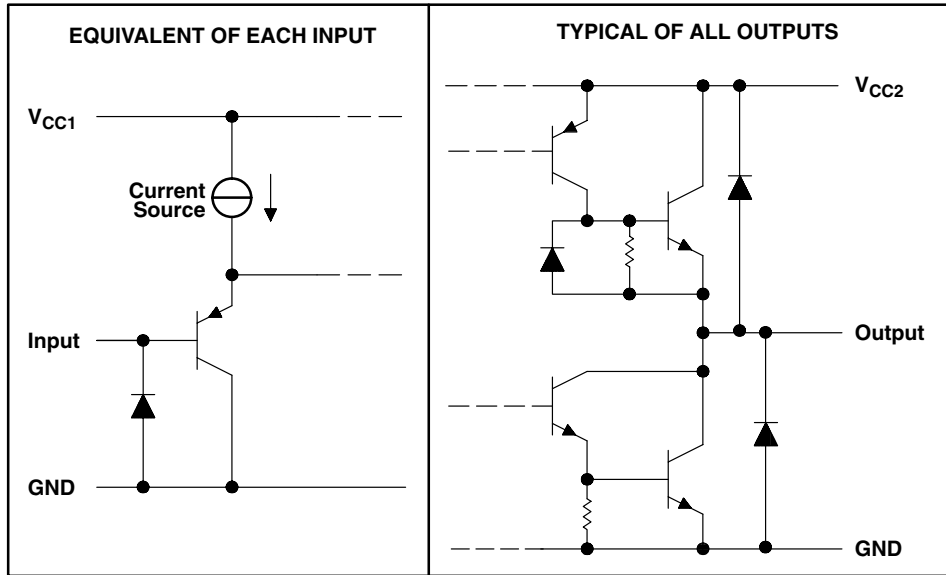 EQUIVALENT OF EACH INPUT
VCC1
Current
Source
Input
GND
TYPICAL OF ALL OUTPUTS
VCC2
Output
GND